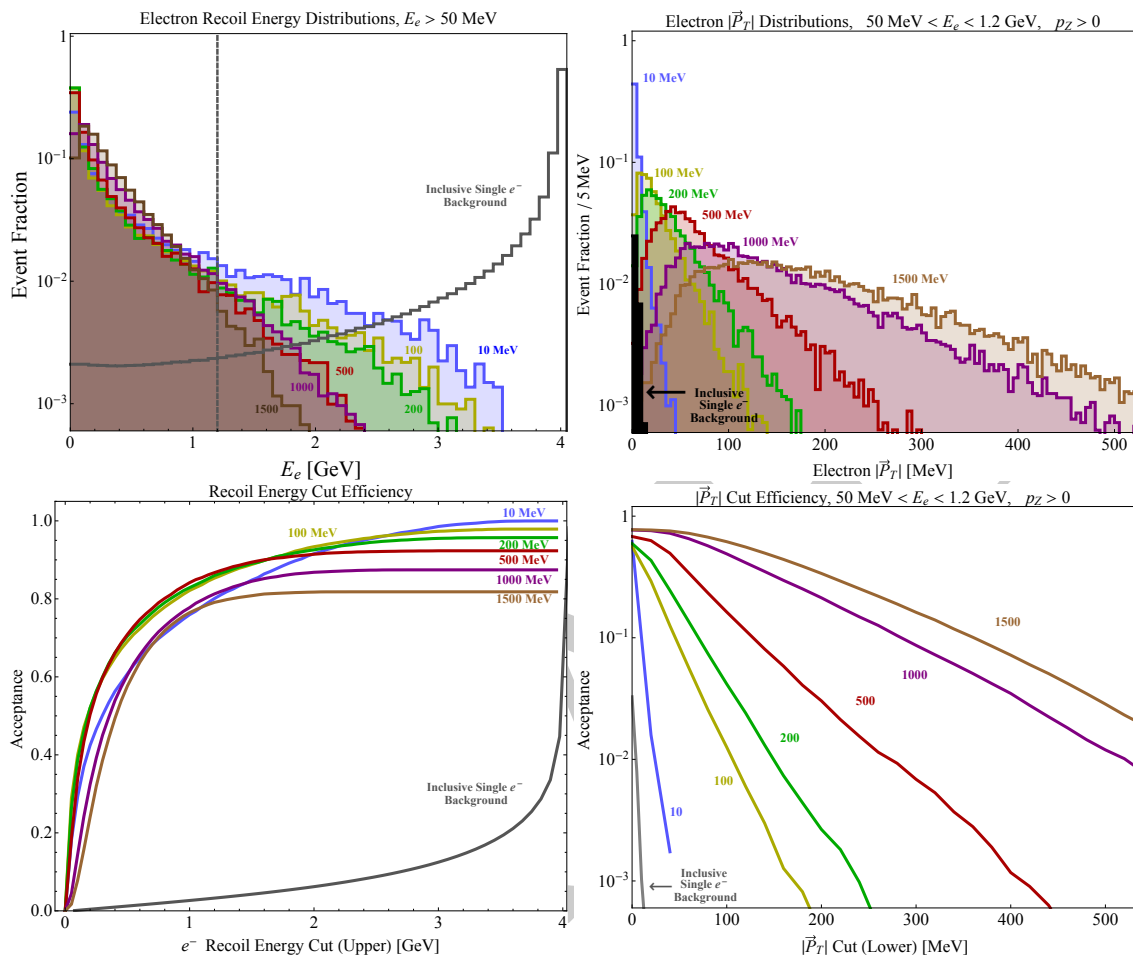 Electron Recoil Energy Distributions, E_e > 50 MeV
1
10^-1
10^-2
10^-3
Event Fraction
Inclusive Single e^-
Background
10 MeV
100
500
1000
200
1500
0
1
2
3
4
E_e [GeV]
Electron |P⃗_T| Distributions, 50 MeV < E_e < 1.2 GeV, p_Z > 0
1
10^-1
10^-2
10^-3
Event Fraction / 5 MeV
10 MeV
100 MeV
200 MeV
500 MeV
1000 MeV
1500 MeV
Inclusive
Single e^-
Background
0
100
200
300
400
500
Electron |P⃗_T| [MeV]
Recoil Energy Cut Efficiency
1.0
0.8
0.6
0.4
0.2
0.0
Acceptance
10 MeV
100 MeV
200 MeV
500 MeV
1000 MeV
1500 MeV
Inclusive Single e^-
Background
0
1
2
3
4
e^- Recoil Energy Cut (Upper) [GeV]
|P⃗_T| Cut Efficiency, 50 MeV < E_e < 1.2 GeV, p_Z > 0
1
10^-1
10^-2
10^-3
Acceptance
1500
1000
500
200
100
10
Inclusive
Single e^-
Background
0
100
200
300
400
500
|P⃗_T| Cut (Lower) [MeV]